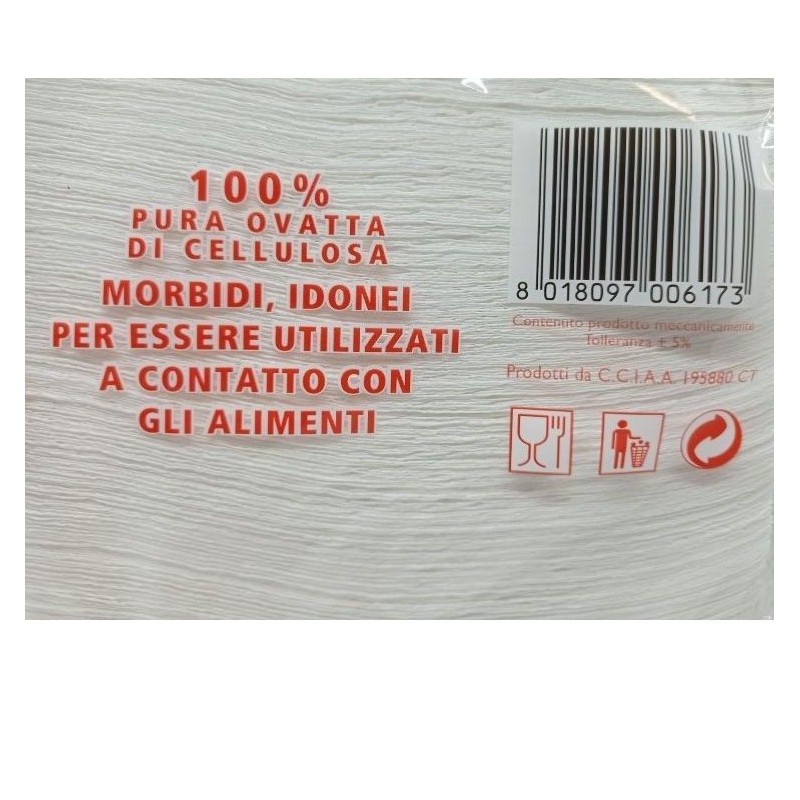 100%
PURA OVATTA
DI CELLULOSA
MORBIDI, IDONEI
PER ESSERE UTILIZZATI
A CONTATTO CON
GLI ALIMENTI
8 018097 006173
Contenuto prodotto meccanicamente
Tolleranza ± 5%
Prodotti da C.C.I.A.A. 195880 CT